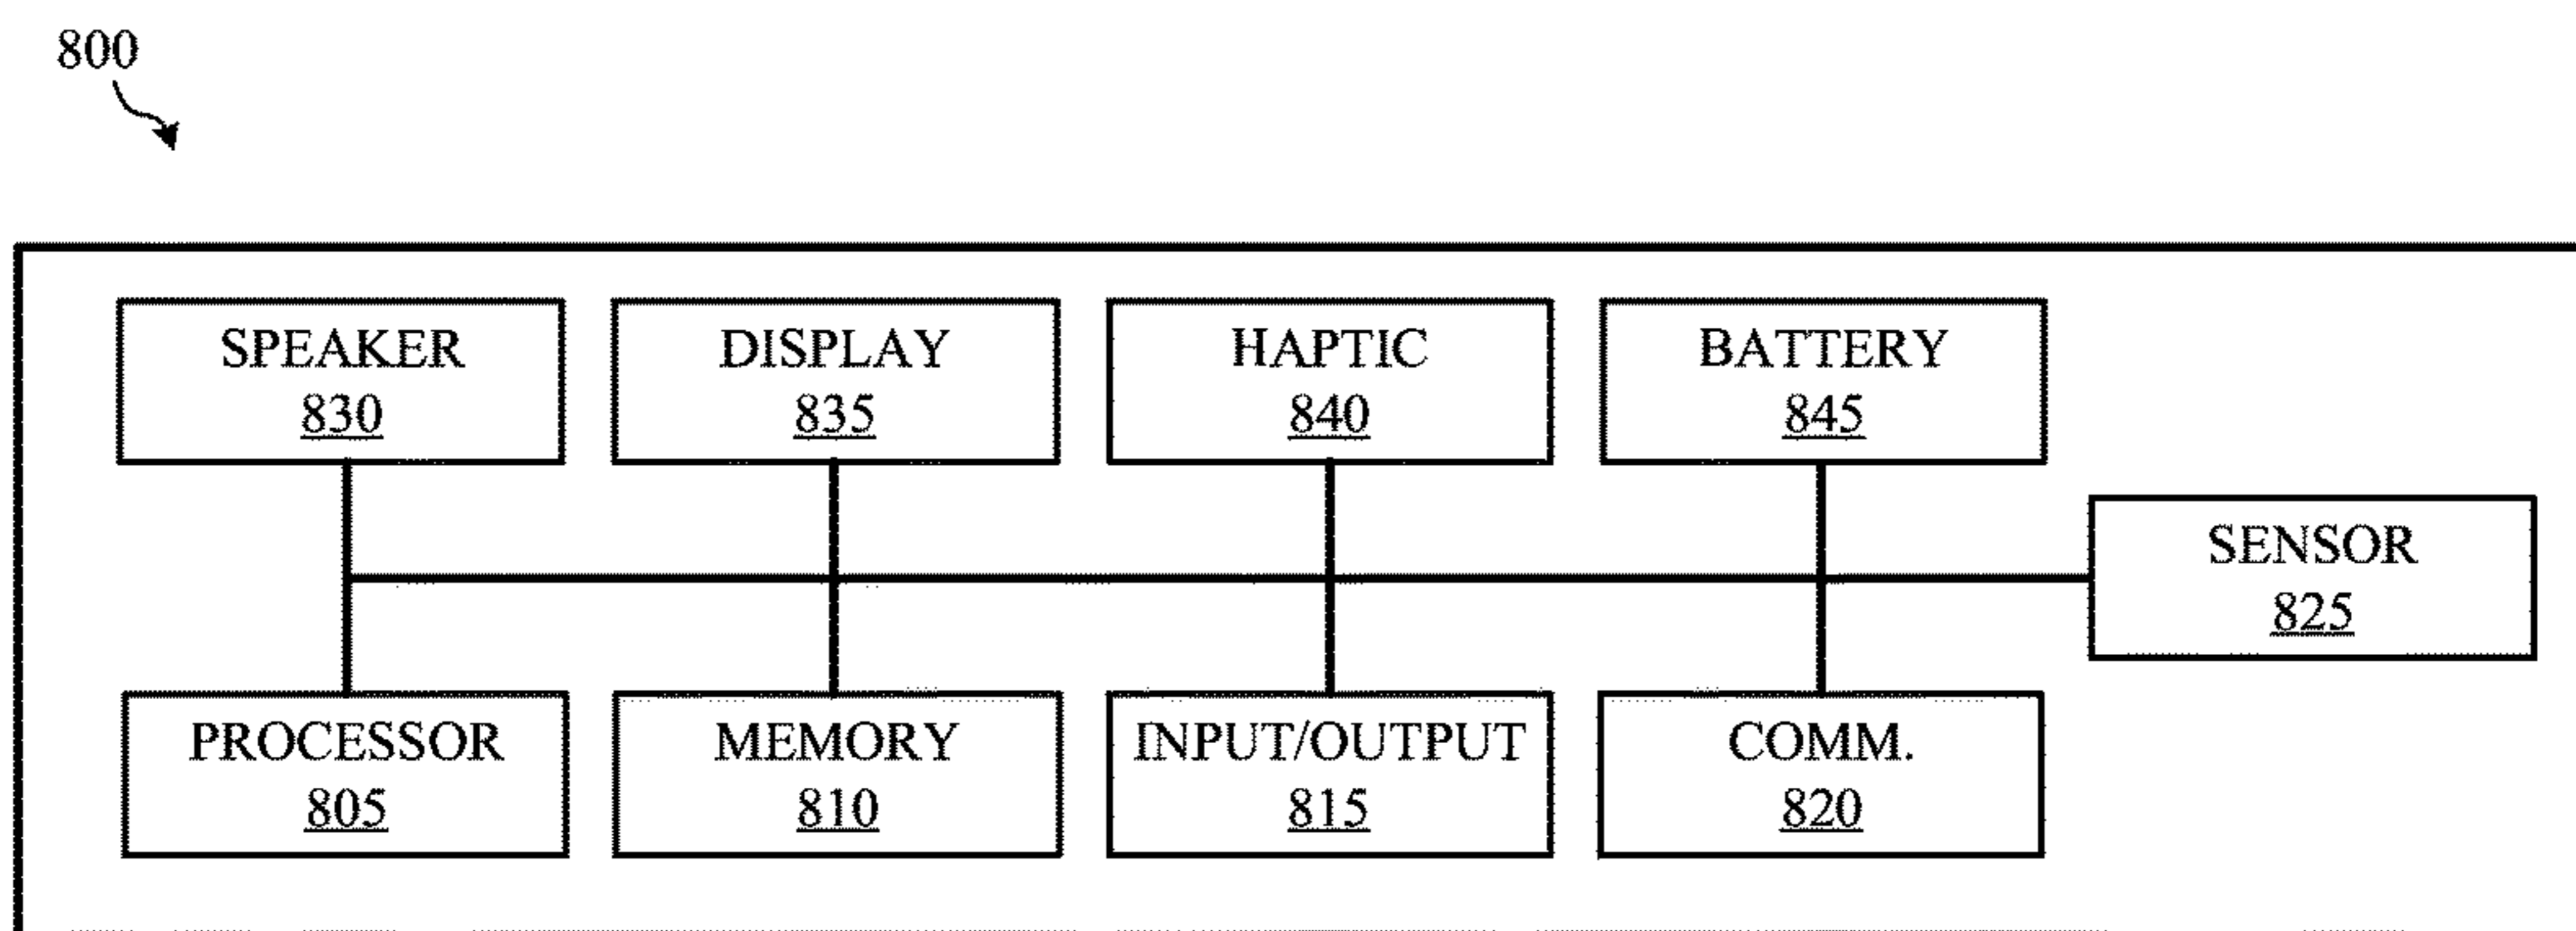 800
SPEAKER
830
DISPLAY
835
HAPTIC
840
BATTERY
845
SENSOR
825
PROCESSOR
805
MEMORY
810
INPUT/OUTPUT
815
COMM.
820